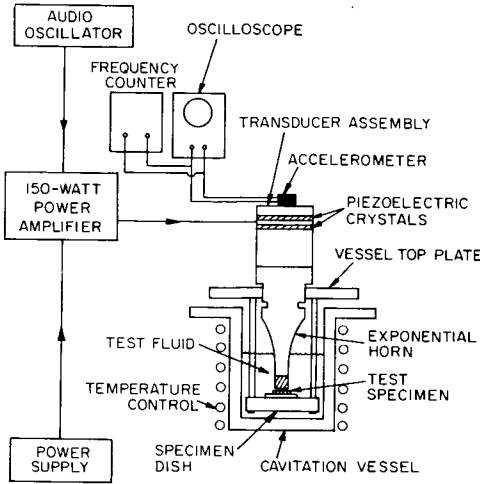 AUDIO
OSCILLATOR
OSCILLOSCOPE
FREQUENCY
COUNTER
TRANSDUCER ASSEMBLY
ACCELEROMETER
150-WATT
POWER
AMPLIFIER
PIEZOELECTRIC
CRYSTALS
VESSEL TOP PLATE
EXPONENTIAL
HORN
TEST FLUID
TEST
SPECIMEN
TEMPERATURE
CONTROL
POWER
SUPPLY
SPECIMEN
DISH
CAVITATION VESSEL